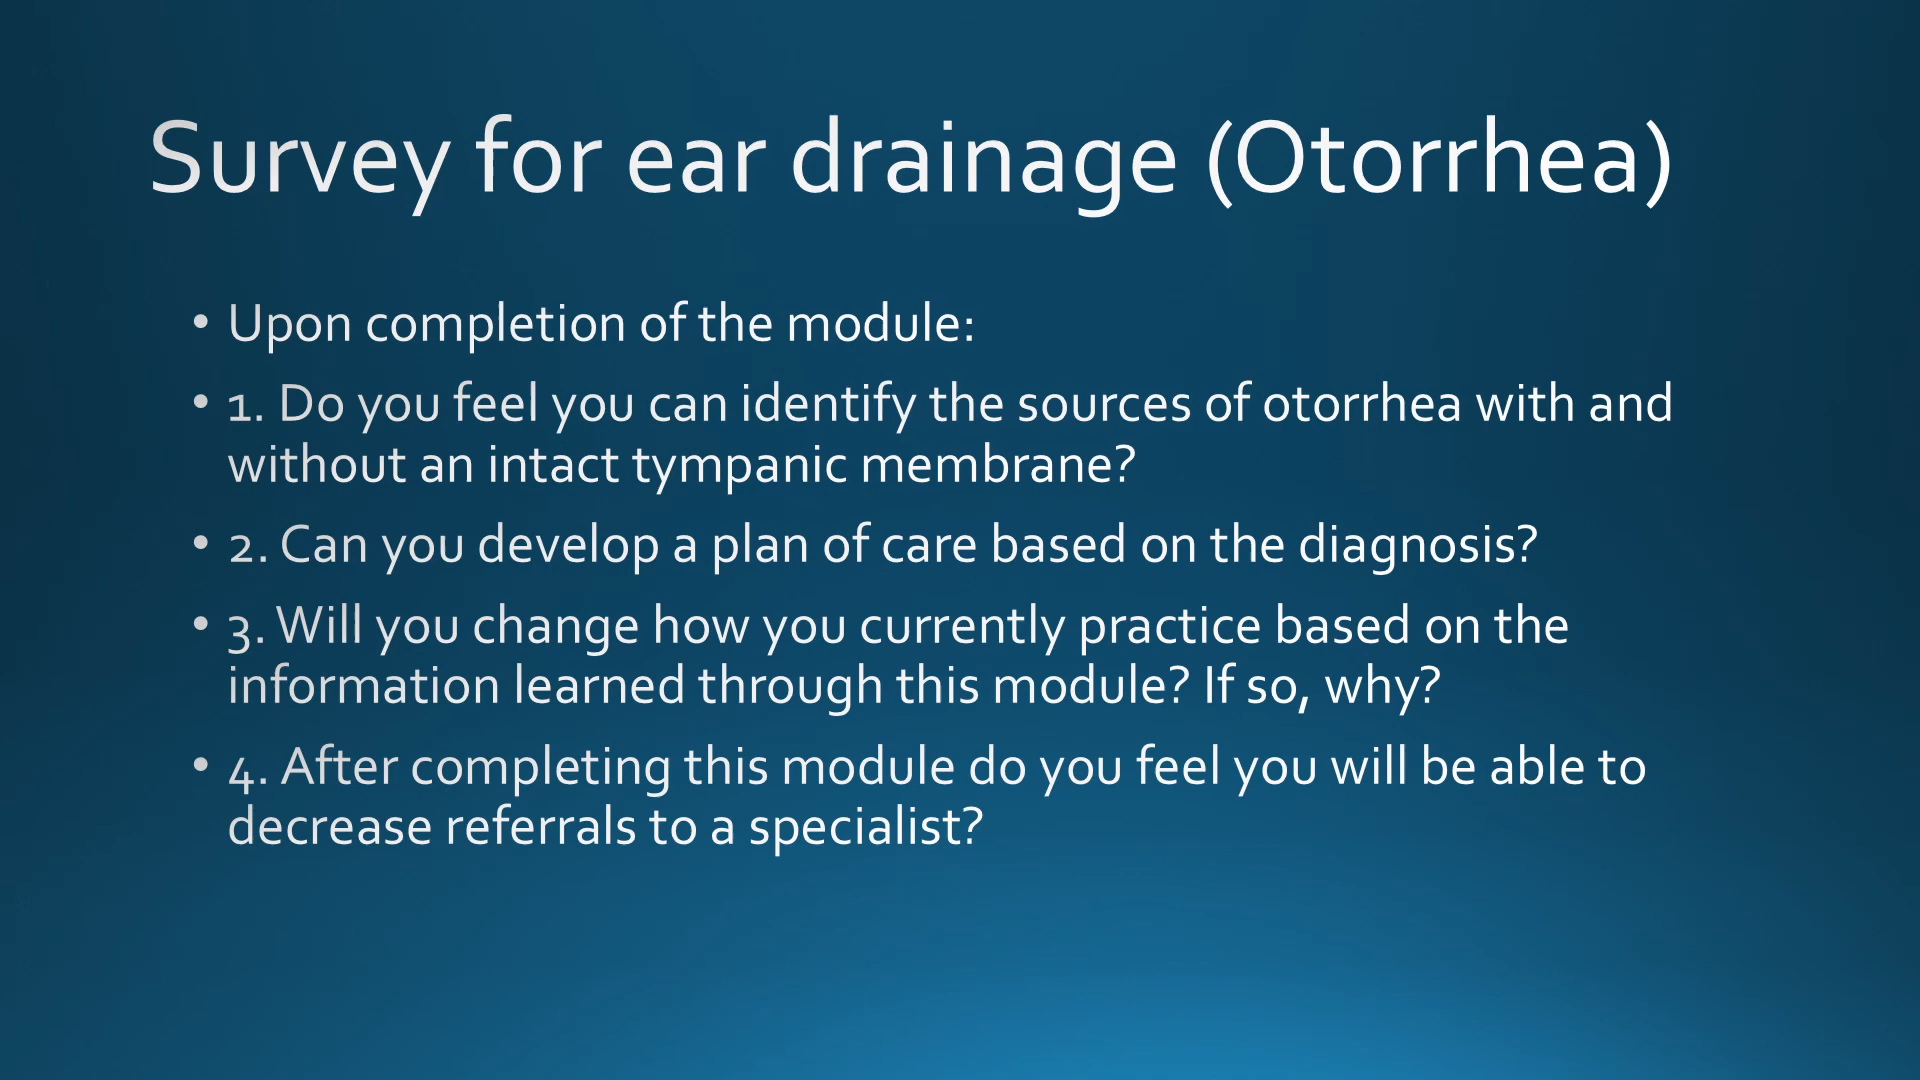 Survey for ear drainage (Otorrhea)
• Upon completion of the module:
• 1. Do you feel you can identify the sources of otorrhea with and
without an intact tympanic membrane?
• 2. Can you develop a plan of care based on the diagnosis?
• 3. Will you change how you currently practice based on the
information learned through this module? If so, why?
• 4. After completing this module do you feel you will be able to
decrease referrals to a specialist?